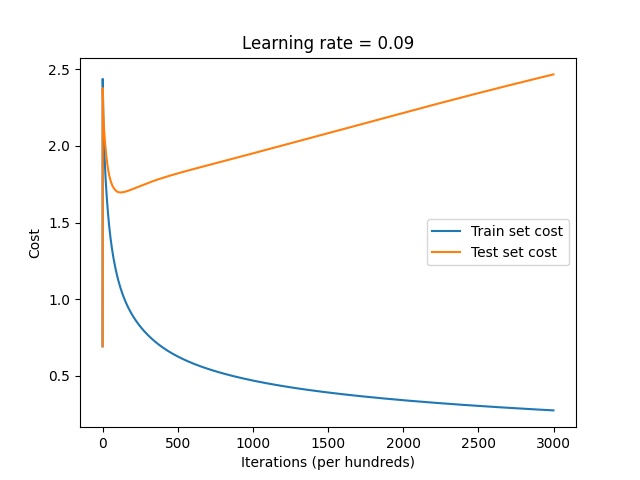 Learning rate = 0.09
2.5
2.0
1.5
1.0
0.5
Cost
Train set cost
Test set cost
0 500 1000 1500 2000 2500 3000
Iterations (per hundreds)